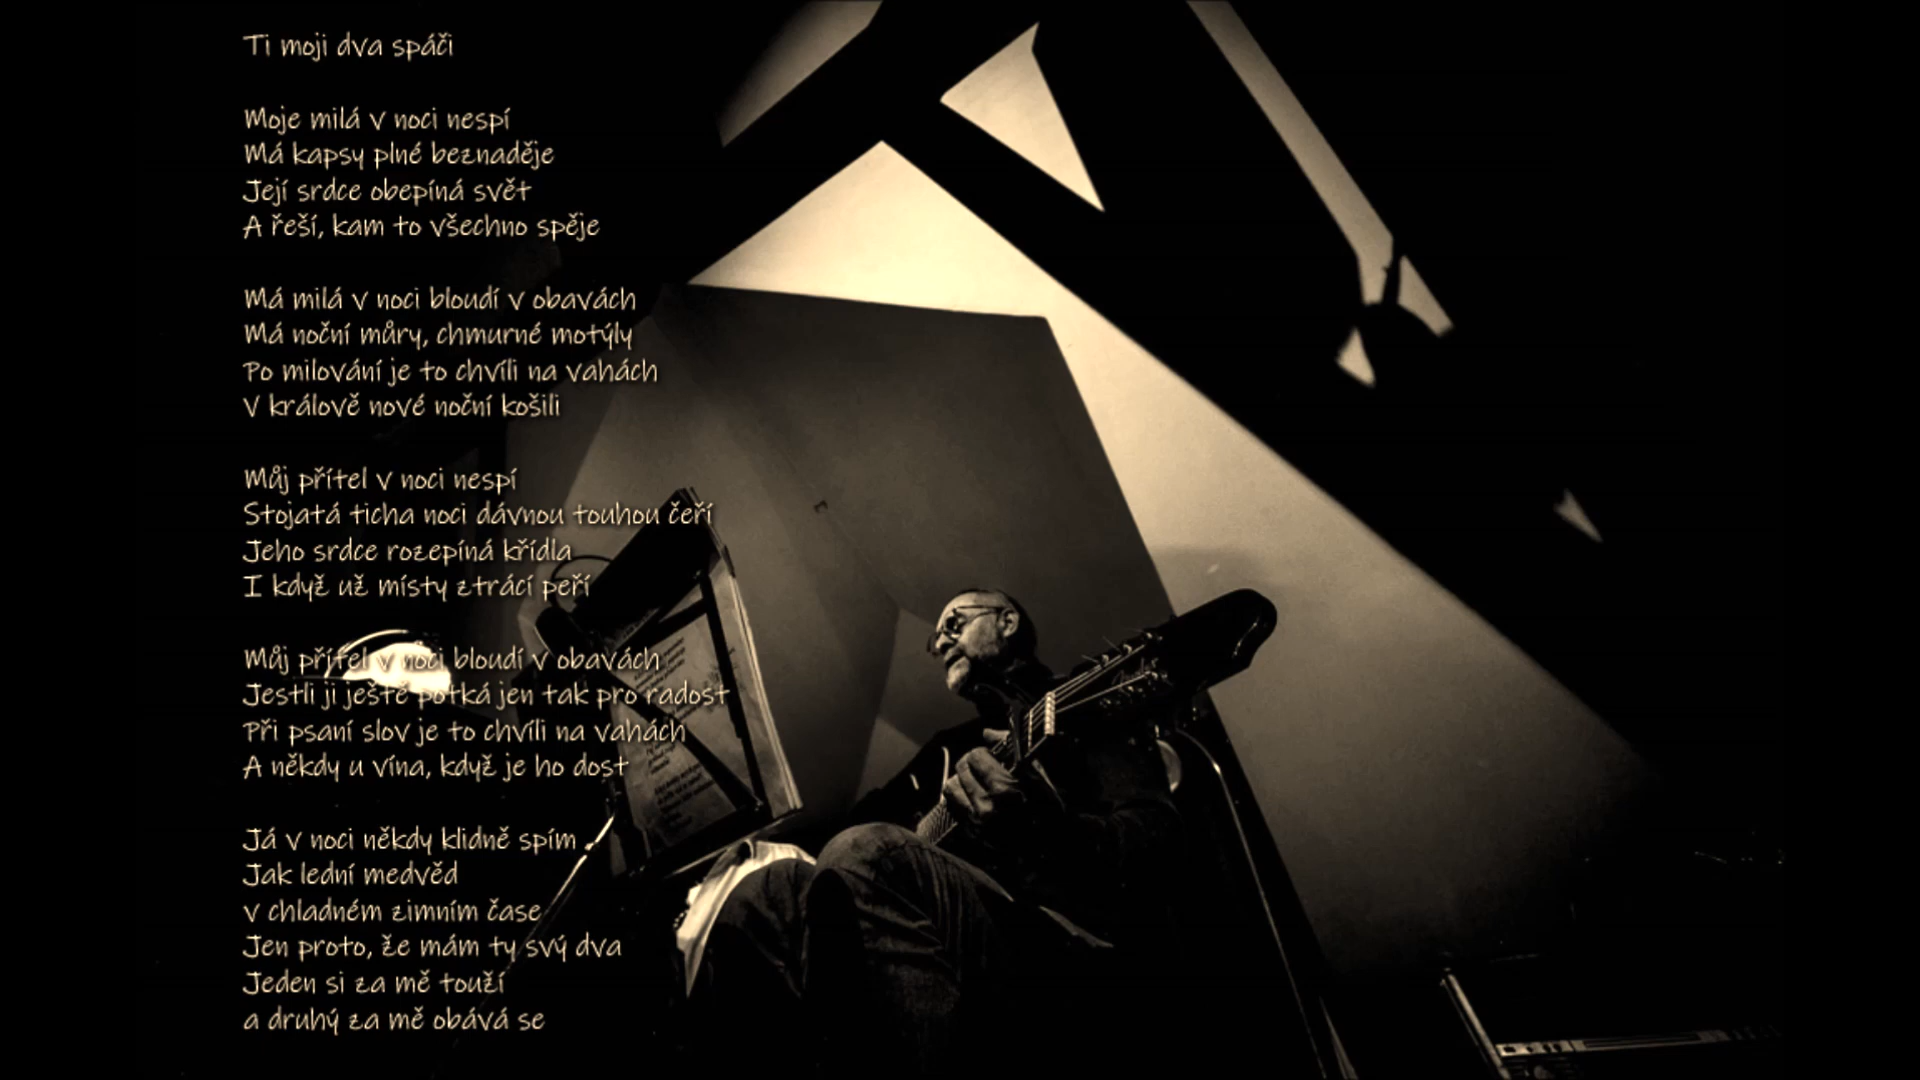 Ti moji dva spáči
Moje milá v noci nespí
Má kapsy plné beznaděje
Její srdce obepíná svět
A řeší, kam to všechno spěje
Má milá v noci bloudí v obavách
Má noční můry, chmurné motýly
Po milování je to chvíli na vahách
V králově nové noční košili
Můj přítel v noci nespí
Stojatá ticha noci dávnou touhou čeří
Jeho srdce rozepíná křídla
I když už místy ztrácí peří
Můj přítel v noci bloudí v obavách
Jestli ji ještě potká jen tak pro radost
Při psaní slov je to chvíli na vahách
A někdy u vína, když je ho dost
Já v noci někdy klidně spím
Jak lední medvěd
v chladném zimním čase
Jen proto, že mám ty svý dva
Jeden si za mě touží
a druhý za mě obává se